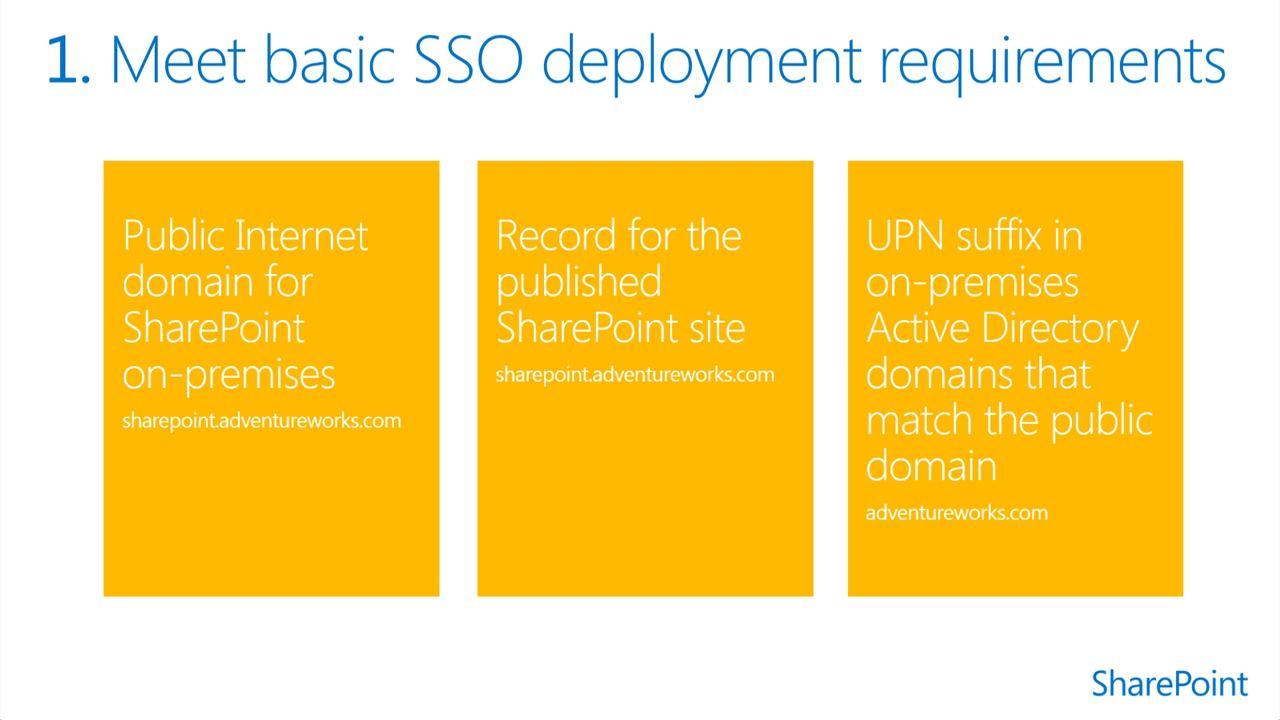 1. Meet basic SSO deployment requirements
Public Internet
domain for
SharePoint
on-premises
sharepoint.adventureworks.com
Record for the
published
SharePoint site
sharepoint.adventureworks.com
UPN suffix in
on-premises
Active Directory
domains that
match the public
domain
adventureworks.com
SharePoint